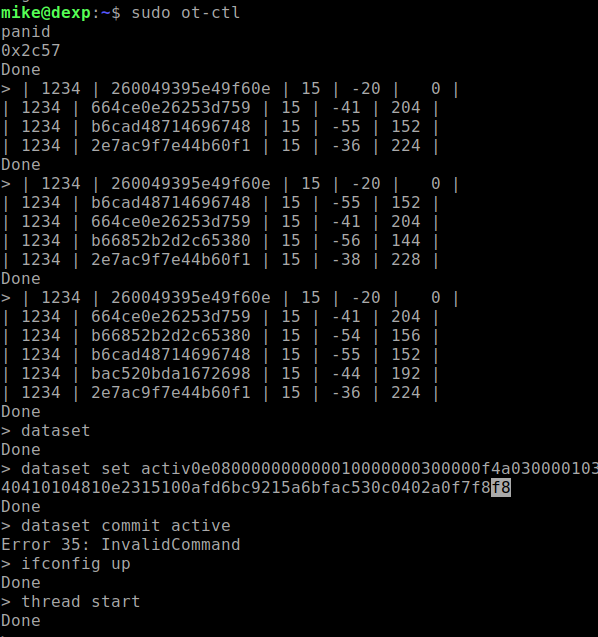 mike@dexp:~$ sudo ot-ctl
panid
0x2c57
Done
> | 1234 | 260049395e49f60e | 15 | -20 |   0 |
| 1234 | 664ce0e26253d759 | 15 | -41 | 204 |
| 1234 | b6cad48714696748 | 15 | -55 | 152 |
| 1234 | 2e7ac9f7e44b60f1 | 15 | -36 | 224 |
Done
> | 1234 | 260049395e49f60e | 15 | -20 |   0 |
| 1234 | b6cad48714696748 | 15 | -55 | 152 |
| 1234 | 664ce0e26253d759 | 15 | -41 | 204 |
| 1234 | b66852b2d2c65380 | 15 | -56 | 144 |
| 1234 | 2e7ac9f7e44b60f1 | 15 | -38 | 228 |
Done
> | 1234 | 260049395e49f60e | 15 | -20 |   0 |
| 1234 | 664ce0e26253d759 | 15 | -41 | 204 |
| 1234 | b66852b2d2c65380 | 15 | -54 | 156 |
| 1234 | b6cad48714696748 | 15 | -55 | 152 |
| 1234 | bac520bda1672698 | 15 | -44 | 192 |
| 1234 | 2e7ac9f7e44b60f1 | 15 | -36 | 224 |
Done
> dataset
Done
> dataset set activ0e080000000000010000000300000f4a030000103
40410104810e2315100afd6bc9215a6bfac530c0402a0f7f8f8
Done
> dataset commit active
Error 35: InvalidCommand
> ifconfig up
Done
> thread start
Done